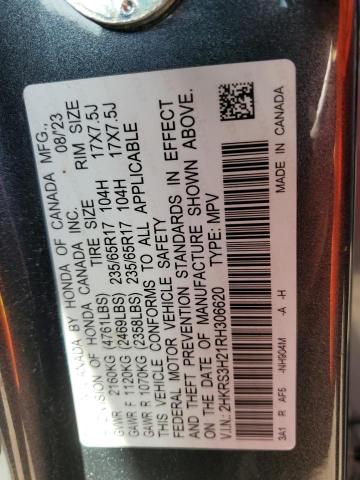 CANADA BY HONDA OF CANADA MFG.,
DIVISION OF HONDA CANADA INC. 08/23
TIRE SIZE RIM SIZE
GVWR 2160KG (4761LBS)
GAWR F 1120KG (2469LBS) 235/65R17 104H 17X7.5J
GAWR R 1070KG (2358LBS) 235/65R17 104H 17X7.5J
THIS VEHICLE CONFORMS TO ALL APPLICABLE
FEDERAL MOTOR VEHICLE SAFETY
AND THEFT PREVENTION STANDARDS IN EFFECT
ON THE DATE OF MANUFACTURE SHOWN ABOVE.
V.I.N.: 2HKRS3H21RH306620 TYPE: MPV
3A1 R AF5 -NH904M -A -H MADE IN CANADA